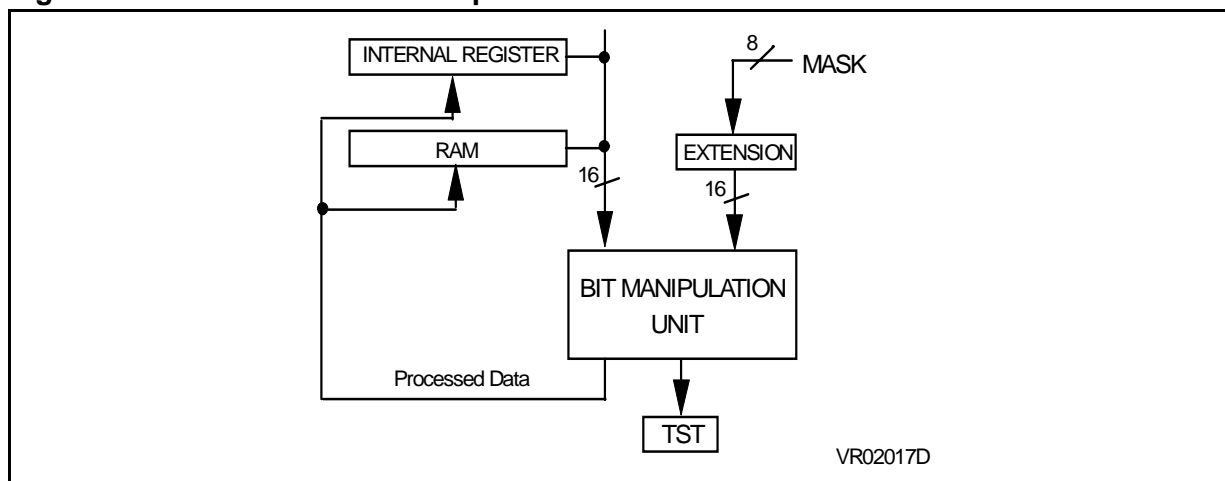 INTERNAL REGISTER
8
MASK
RAM
EXTENSION
16
16
BIT MANIPULATION
UNIT
Processed Data
TST
VR02017D